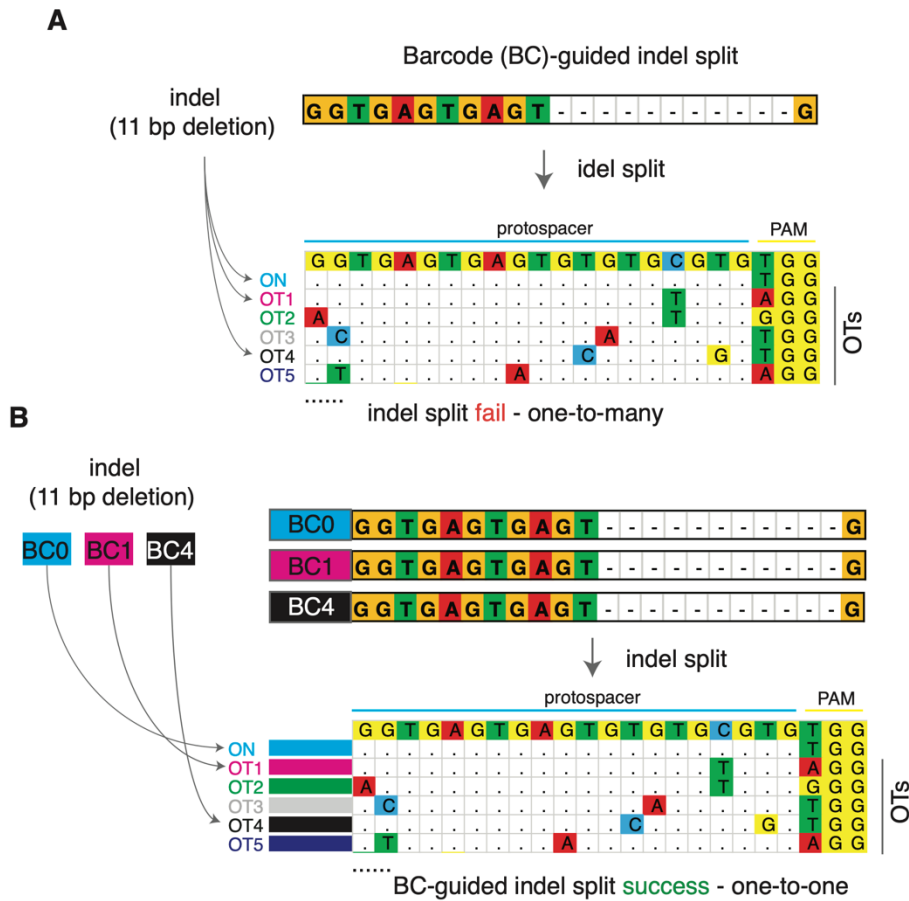 A
Barcode (BC)-guided indel split
indel
(11 bp deletion)
G G T G A G T G A G T - - - - - - - - - - - G
idel split
protospacer PAM
G G T G A G T G A G T G T G T G C G T G T G G
ON . . . . . . . . . . . . . . . . . . . . T G G
OT1 . . . . . . . . . . . . . . . . T . . . A G G
OT2 A . . . . . . . . . . . . . . . T . . . G G G
OT3 . C . . . . . . . . . . . A . . . . . . T G G
OT4 . . . . . . . . . . . . C . . . . . G . T G G
OT5 . T . . . . . . . A . . . . . . . . . . A G G
OTs
......
indel split fail - one-to-many
B
indel
(11 bp deletion)
BC0 BC1 BC4
BC0 G G T G A G T G A G T - - - - - - - - - - - G
BC1 G G T G A G T G A G T - - - - - - - - - - - G
BC4 G G T G A G T G A G T - - - - - - - - - - - G
indel split
protospacer PAM
G G T G A G T G A G T G T G T G C G T G T G G
ON . . . . . . . . . . . . . . . . . . . . T G G
OT1 . . . . . . . . . . . . . . . . T . . . A G G
OT2 A . . . . . . . . . . . . . . . T . . . G G G
OT3 . C . . . . . . . . . . . A . . . . . . T G G
OT4 . . . . . . . . . . . . C . . . . . G . T G G
OT5 . T . . . . . . . A . . . . . . . . . . A G G
OTs
......
BC-guided indel split success - one-to-one